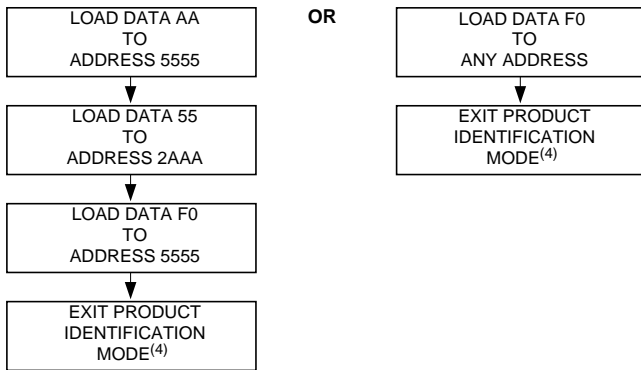 LOAD DATA AA
TO
ADDRESS 5555
LOAD DATA 55
TO
ADDRESS 2AAA
LOAD DATA F0
TO
ADDRESS 5555
EXIT PRODUCT
IDENTIFICATION
MODE(4)
OR
LOAD DATA F0
TO
ANY ADDRESS
EXIT PRODUCT
IDENTIFICATION
MODE(4)